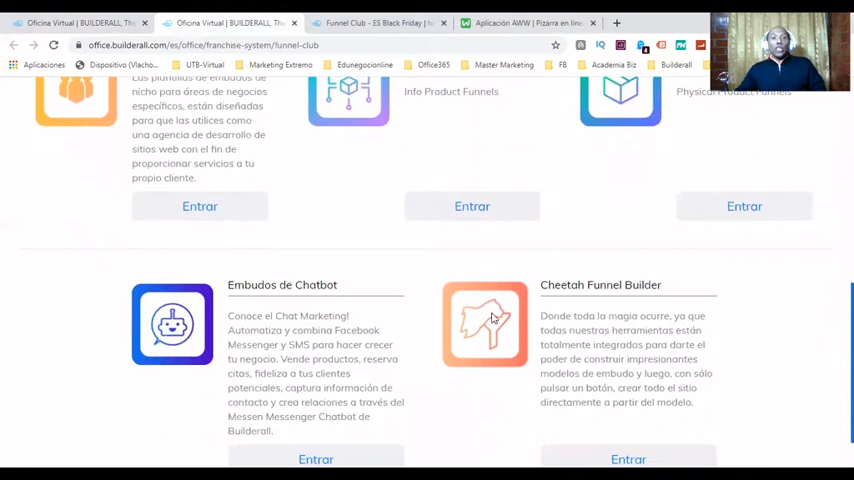 Oficina Virtual | BUILDERALL, The
Oficina Virtual | BUILDERALL, The
Funnel Club - ES Black Friday | h
Aplicación AWW | Pizarra en línea
office.builderall.com/es/office/franchise-system/funnel-club
Aplicaciones
Dispositivo (Vlacho...
UTB-Virtual
Marketing Extremo
Edunegocionline
Office365
Master Marketing
FB
Academia Biz
Builderall
Las plantillas de embudos de
nicho para áreas de negocios
específicos, están diseñadas
para que las utilices como
una agencia de desarrollo de
sitios web con el fin de
proporcionar servicios a tu
propio cliente.
Entrar
Info Product Funnels
Entrar
Physical Product Funnels
Entrar
Embudos de Chatbot
Conoce el Chat Marketing!
Automatiza y combina Facebook
Messenger y SMS para hacer crecer
tu negocio. Vende productos, reserva
citas, fideliza a tus clientes
potenciales, captura información de
contacto y crea relaciones a través del
Messen Messenger Chatbot de
Builderall.
Entrar
Cheetah Funnel Builder
Donde toda la magia ocurre, ya que
todas nuestras herramientas están
totalmente integradas para darte el
poder de construir impresionantes
modelos de embudo y luego, con sólo
pulsar un botón, crear todo el sitio
directamente a partir del modelo.
Entrar